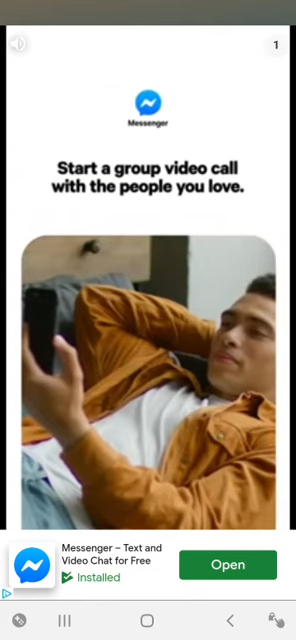 1
Messenger
Start a group video call
with the people you love.
Messenger – Text and
Video Chat for Free
Installed
Open